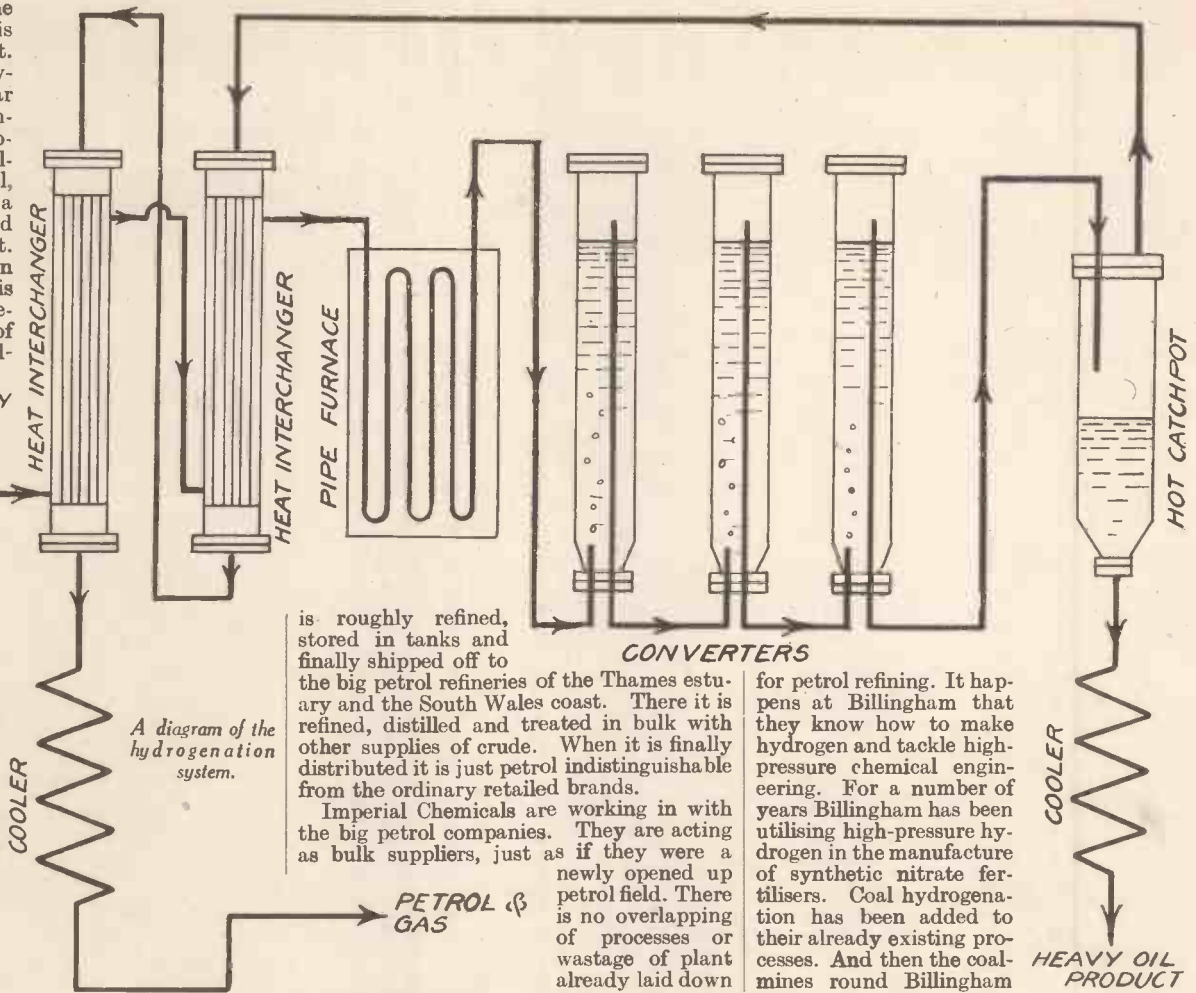 is
t.
y-
ar
n-
o-
l-
l,
a
d
t.
n
is
e-
of
l-
Y
HEAT INTERCHANGER
HEAT INTERCHANGER
PIPE FURNACE
CONVERTERS
HOT CATCHPOT
COOLER
A diagram of the
hydrogenation
system.
is roughly refined,
stored in tanks and
finally shipped off to
the big petrol refineries of the Thames estu-
ary and the South Wales coast. There it is
refined, distilled and treated in bulk with
other supplies of crude. When it is finally
distributed it is just petrol indistinguishable
from the ordinary retailed brands.
Imperial Chemicals are working in with
the big petrol companies. They are acting
as bulk suppliers, just as if they were a
newly opened up
petrol field. There
is no overlapping
of processes or
wastage of plant
already laid down
PETROL &
GAS
for petrol refining. It hap-
pens at Billingham that
they know how to make
hydrogen and tackle high-
pressure chemical engin-
eering. For a number of
years Billingham has been
utilising high-pressure hy-
drogen in the manufacture
of synthetic nitrate fer-
tilisers. Coal hydrogena-
tion has been added to
their already existing pro-
cesses. And then the coal-
mines round Billingham
COOLER
HEAVY OIL
PRODUCT